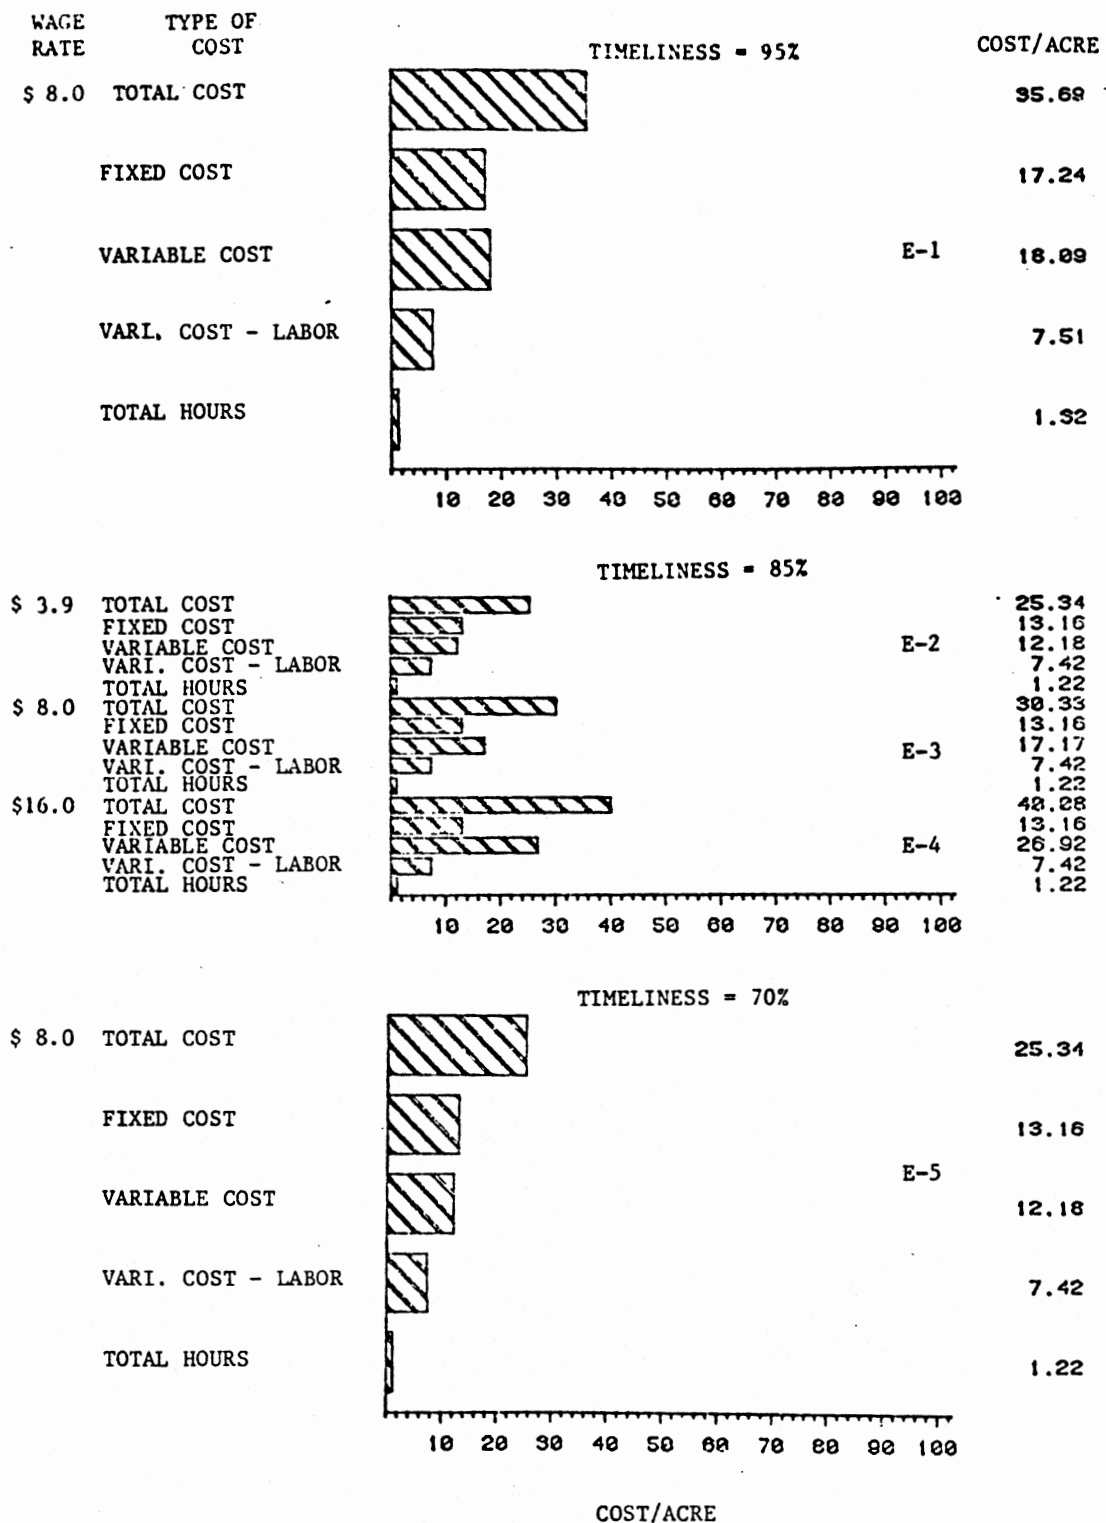 WAGE TYPE OF
RATE COST TIMELINESS = 95% COST/ACRE
$ 8.0 TOTAL COST 35.69
FIXED COST 17.24
VARIABLE COST E-1 18.09
VARI. COST - LABOR 7.51
TOTAL HOURS 1.32
10 20 30 40 50 60 70 80 90 100
TIMELINESS = 85%
$ 3.9 TOTAL COST 25.34
FIXED COST 13.16
VARIABLE COST E-2 12.18
VARI. COST - LABOR 7.42
TOTAL HOURS 1.22
$ 8.0 TOTAL COST 30.33
FIXED COST 13.16
VARIABLE COST E-3 17.17
VARI. COST - LABOR 7.42
TOTAL HOURS 1.22
$16.0 TOTAL COST 40.08
FIXED COST 13.16
VARIABLE COST E-4 26.92
VARI. COST - LABOR 7.42
TOTAL HOURS 1.22
10 20 30 40 50 60 70 80 90 100
TIMELINESS = 70%
$ 8.0 TOTAL COST 25.34
FIXED COST 13.16
E-5
VARIABLE COST 12.18
VARI. COST - LABOR 7.42
TOTAL HOURS 1.22
10 20 30 40 50 60 70 80 90 100
COST/ACRE